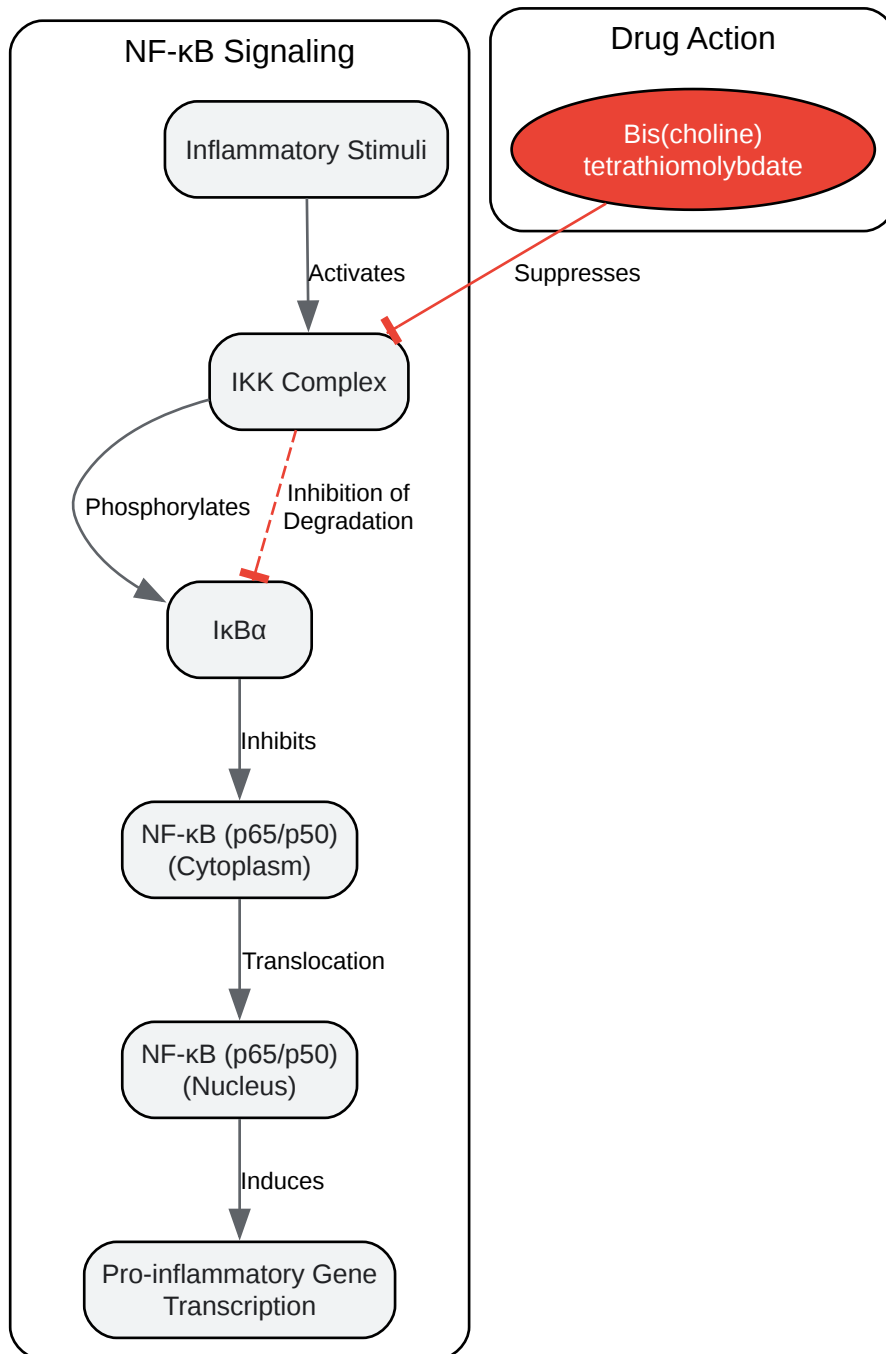 NF-κB Signaling
Drug Action
Inflammatory Stimuli
Bis(choline)
tetrathiomolybdate
Activates
Suppresses
IKK Complex
Phosphorylates
Inhibition of
Degradation
IκBα
Inhibits
NF-κB (p65/p50)
(Cytoplasm)
Translocation
NF-κB (p65/p50)
(Nucleus)
Induces
Pro-inflammatory Gene
Transcription